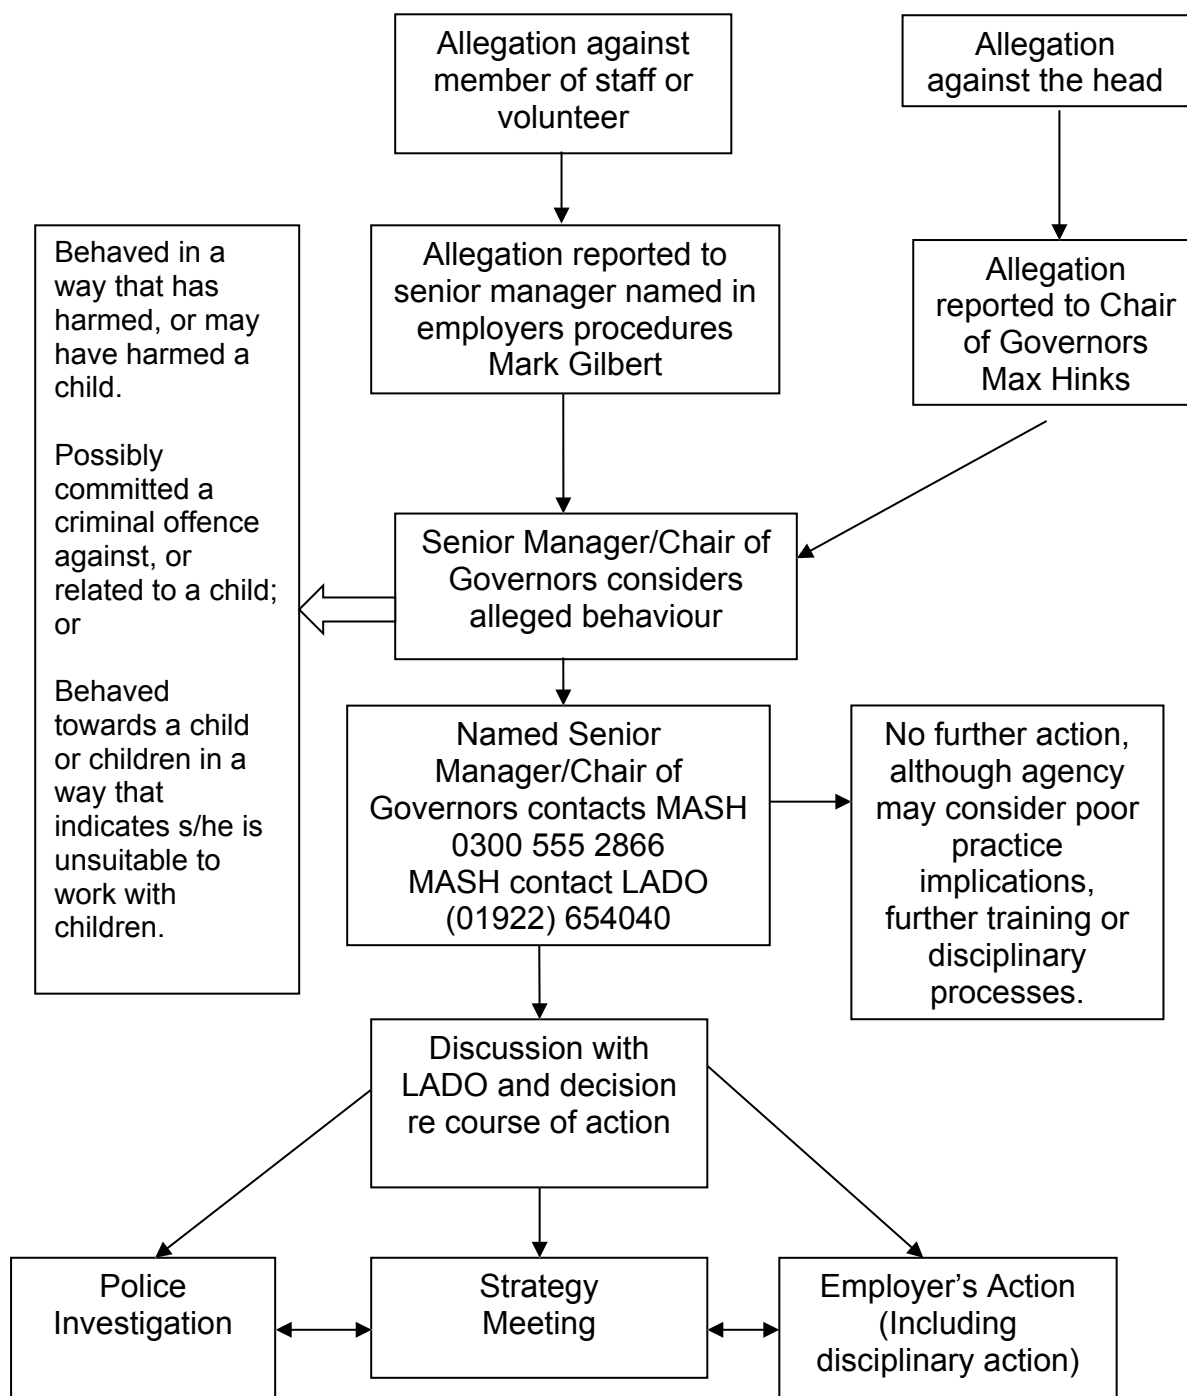 Allegation against
member of staff or
volunteer
Allegation
against the head
Behaved in a
way that has
harmed, or may
have harmed a
child.
Possibly
committed a
criminal offence
against, or
related to a child;
or
Behaved
towards a child
or children in a
way that
indicates s/he is
unsuitable to
work with
children.
Allegation reported to
senior manager named in
employers procedures
Mark Gilbert
Allegation
reported to Chair
of Governors
Max Hinks
Senior Manager/Chair of
Governors considers
alleged behaviour
Named Senior
Manager/Chair of
Governors contacts MASH
0300 555 2866
MASH contact LADO
(01922) 654040
No further action,
although agency
may consider poor
practice
implications,
further training or
disciplinary
processes.
Discussion with
LADO and decision
re course of action
Police
Investigation
Strategy
Meeting
Employer’s Action
(Including
disciplinary action)